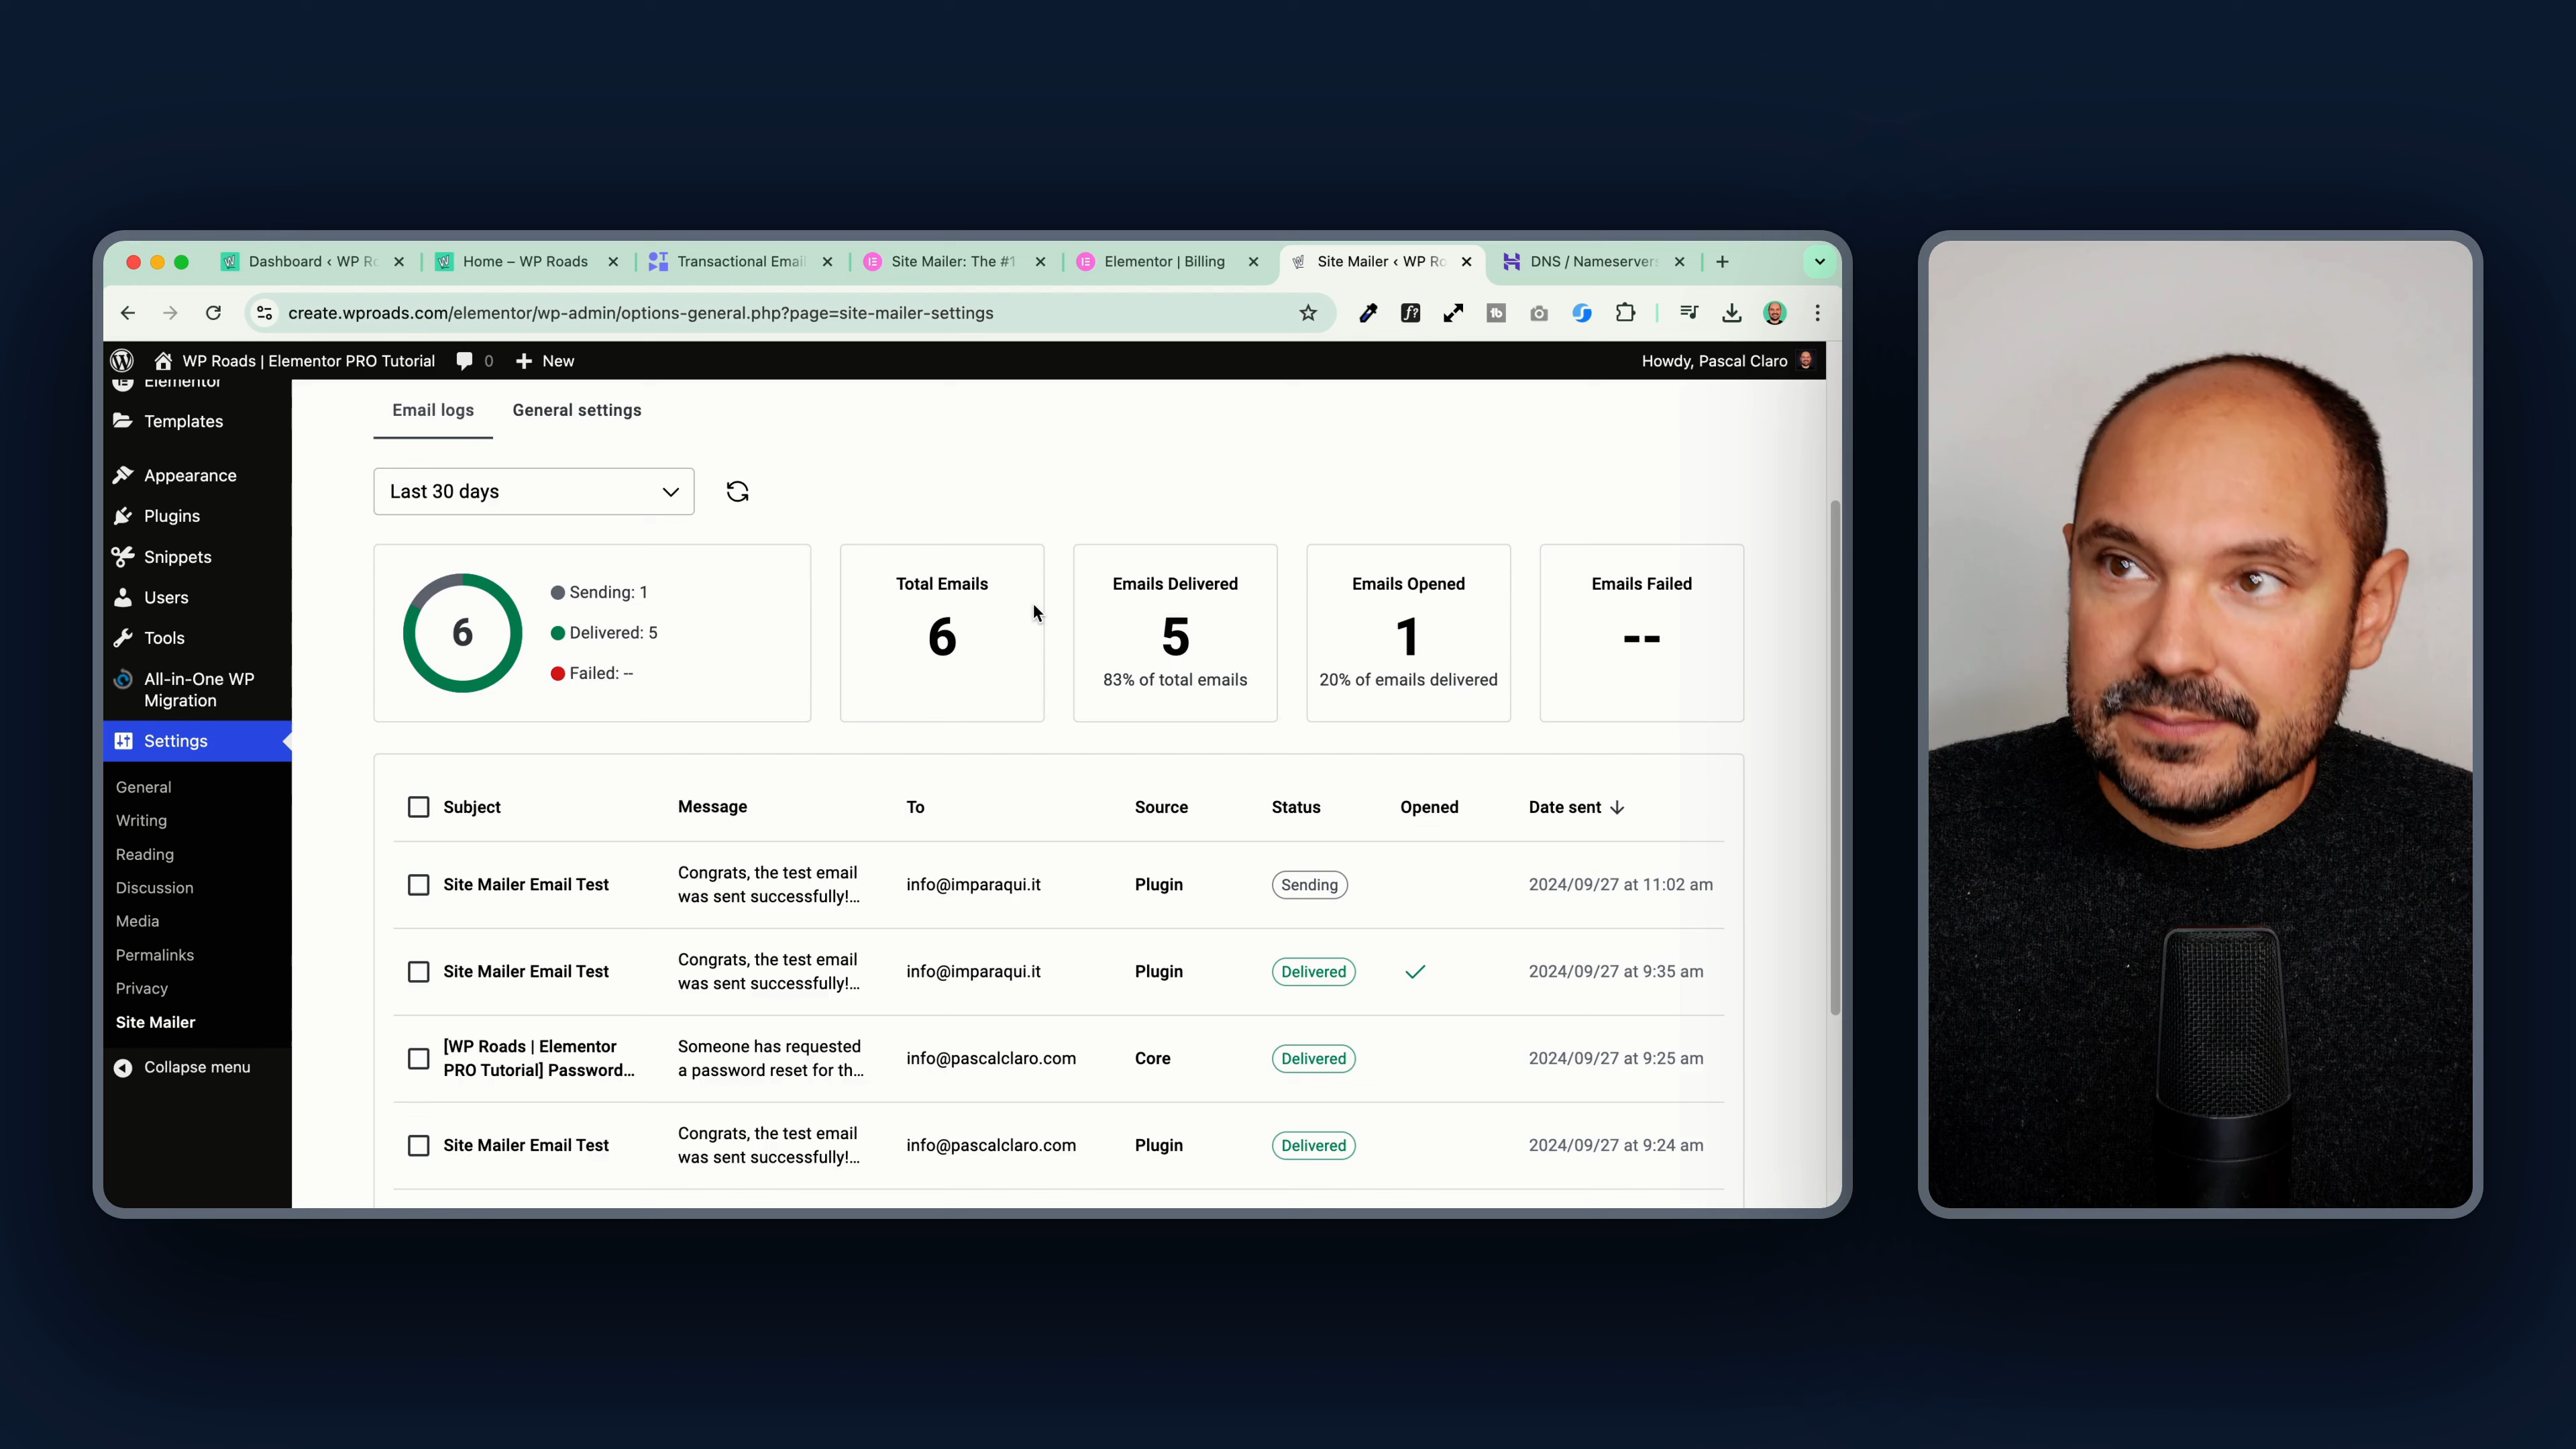 Dashboard ‹ WP Ro
Home – WP Roads
Transactional Email
Site Mailer: The #1
Elementor | Billing
Site Mailer ‹ WP Ro
DNS / Nameservers
create.wproads.com/elementor/wp-admin/options-general.php?page=site-mailer-settings
WP Roads | Elementor PRO Tutorial
0
New
Howdy, Pascal Claro
Elementor
Templates
Appearance
Plugins
Snippets
Users
Tools
All-in-One WP
Migration
Settings
General
Writing
Reading
Discussion
Media
Permalinks
Privacy
Site Mailer
Collapse menu
Email logs
General settings
Last 30 days
6
Sending: 1
Delivered: 5
Failed: --
Total Emails
6
Emails Delivered
5
83% of total emails
Emails Opened
1
20% of emails delivered
Emails Failed
--
Subject Message To Source Status Opened Date sent
Site Mailer Email Test
Congrats, the test email
was sent successfully!...
info@imparaqui.it
Plugin
Sending
2024/09/27 at 11:02 am
Site Mailer Email Test
Congrats, the test email
was sent successfully!...
info@imparaqui.it
Plugin
Delivered
2024/09/27 at 9:35 am
[WP Roads | Elementor
PRO Tutorial] Password...
Someone has requested
a password reset for th...
info@pascalclaro.com
Core
Delivered
2024/09/27 at 9:25 am
Site Mailer Email Test
Congrats, the test email
was sent successfully!...
info@pascalclaro.com
Plugin
Delivered
2024/09/27 at 9:24 am